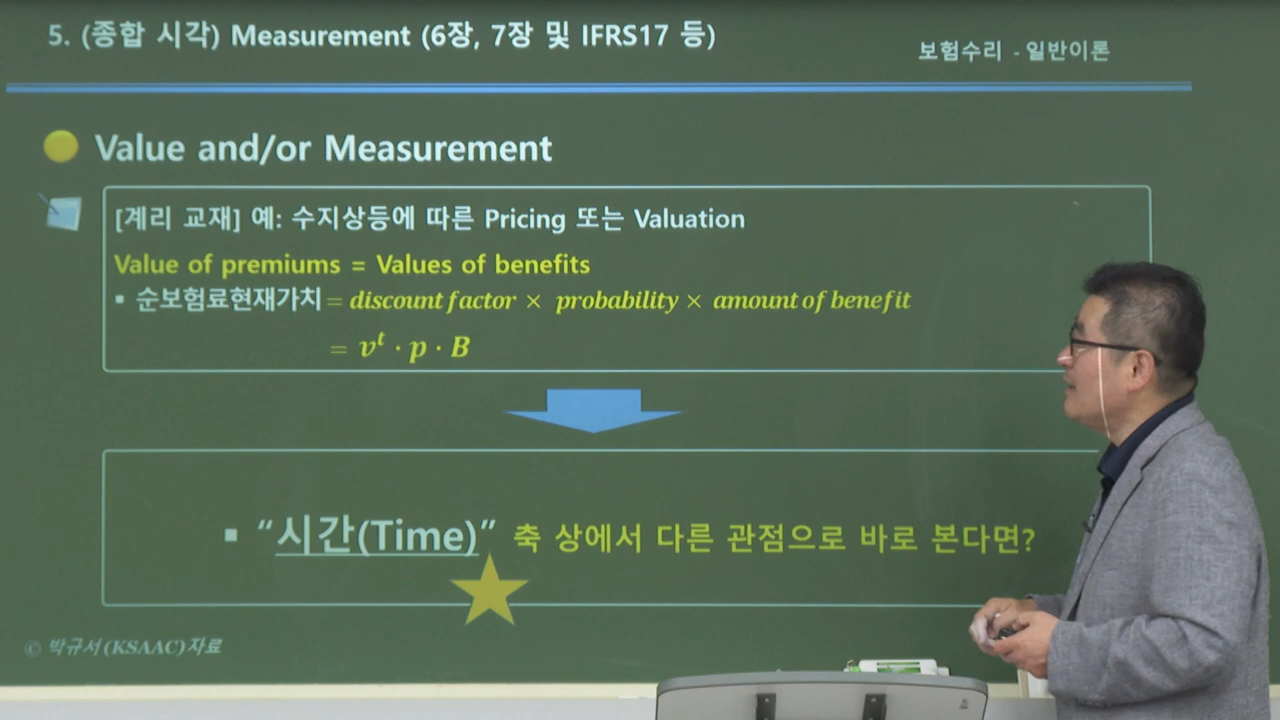 5. (종합 시각) Measurement (6장, 7장 및 IFRS17 등)
보험수리 - 일반이론
Value and/or Measurement
[계리 교재] 예: 수지상등에 따른 Pricing 또는 Valuation
Value of premiums = Values of benefits
▪ 순보험료현재가치 = discount factor × probability × amount of benefit
= v^t · p · B
▪ “시간(Time)” 축 상에서 다른 관점으로 바로 본다면?
© 박규서(KSAAC)자료